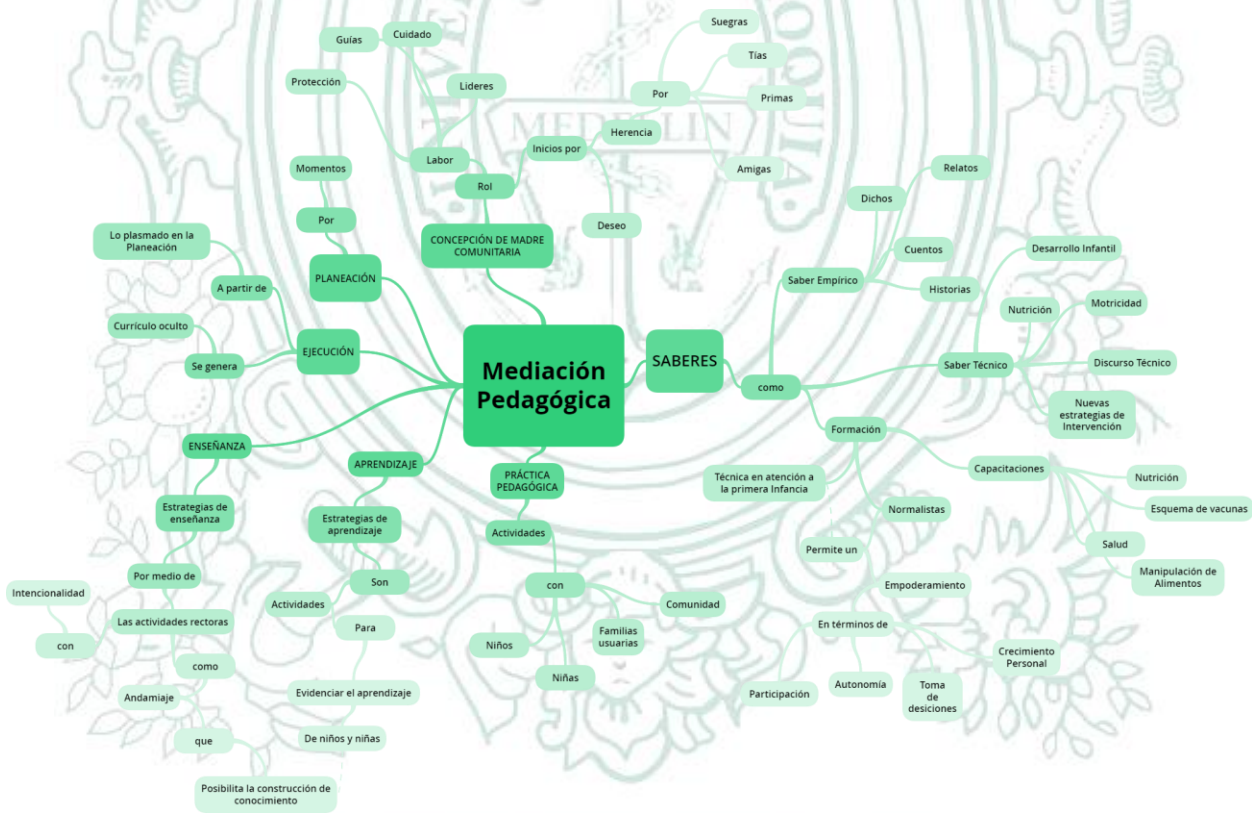 Suegras
Guías
Cuidado
Tías
Protección
Lideres
Por
Primas
MEDELLIN
Herencia
Inicios por
Labor
Momentos
Amigas
Relatos
Rol
Dichos
Por
Deseo
Lo plasmado en la
Planeación
CONCEPCIÓN DE MADRE
COMUNITARIA
Cuentos
Desarrollo Infantil
PLANEACIÓN
Saber Empírico
A partir de
Historias
Nutrición
Motricidad
Currículo oculto
EJECUCIÓN
Se genera
Mediación
Pedagógica
SABERES
como
Saber Técnico
Discurso Técnico
Nuevas
estrategias de
Intervención
Formación
ENSEÑANZA
APRENDIZAJE
PRÁCTICA
PEDAGÓGICA
Técnica en atención a
la primera Infancia
Capacitaciones
Nutrición
Estrategias de
enseñanza
Estrategias de
aprendizaje
Actividades
Normalistas
Esquema de vacunas
Permite un
Salud
Por medio de
Son
con
Empoderamiento
Manipulación de
Alimentos
Intencionalidad
Actividades
Comunidad
Las actividades rectoras
Para
Familias
usuarias
En términos de
con
Niños
Crecimiento
Personal
como
Niñas
Participación
Autonomía
Toma
de
desiciones
Andamiaje
Evidenciar el aprendizaje
que
De niños y niñas
Posibilita la construcción de
conocimiento